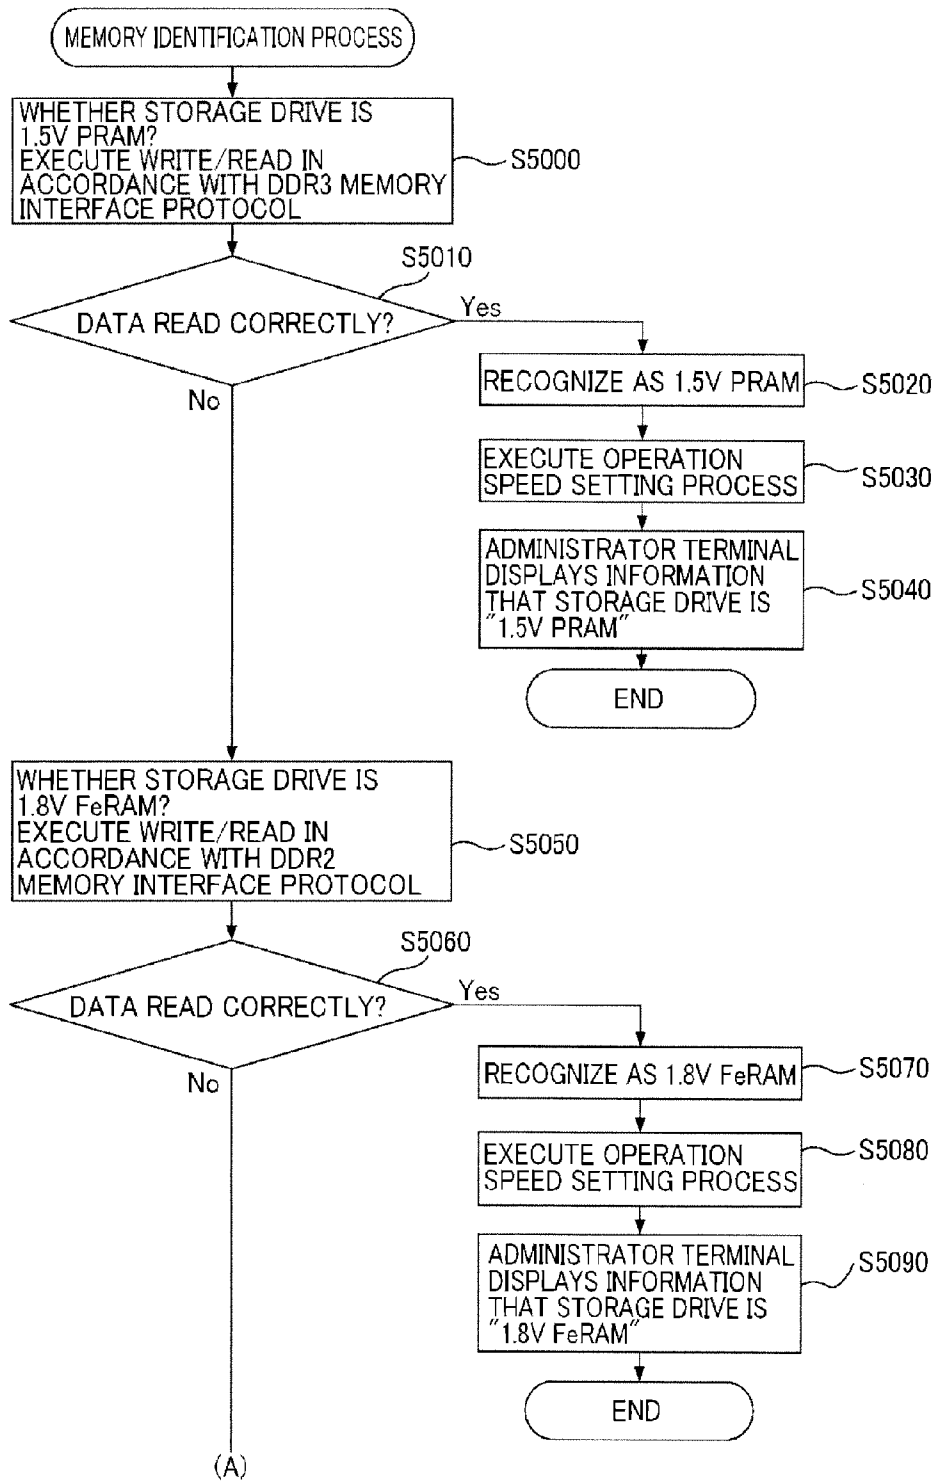 MEMORY IDENTIFICATION PROCESS
WHETHER STORAGE DRIVE IS
1.5V PRAM?
EXECUTE WRITE/READ IN
ACCORDANCE WITH DDR3 MEMORY
INTERFACE PROTOCOL
S5000
S5010
DATA READ CORRECTLY?
Yes
No
RECOGNIZE AS 1.5V PRAM
S5020
EXECUTE OPERATION
SPEED SETTING PROCESS
S5030
ADMINISTRATOR TERMINAL
DISPLAYS INFORMATION
THAT STORAGE DRIVE IS
"1.5V PRAM"
S5040
END
WHETHER STORAGE DRIVE IS
1.8V FeRAM?
EXECUTE WRITE/READ IN
ACCORDANCE WITH DDR2
MEMORY INTERFACE PROTOCOL
S5050
S5060
DATA READ CORRECTLY?
Yes
No
RECOGNIZE AS 1.8V FeRAM
S5070
EXECUTE OPERATION
SPEED SETTING PROCESS
S5080
ADMINISTRATOR TERMINAL
DISPLAYS INFORMATION
THAT STORAGE DRIVE IS
"1.8V FeRAM"
S5090
END
(A)